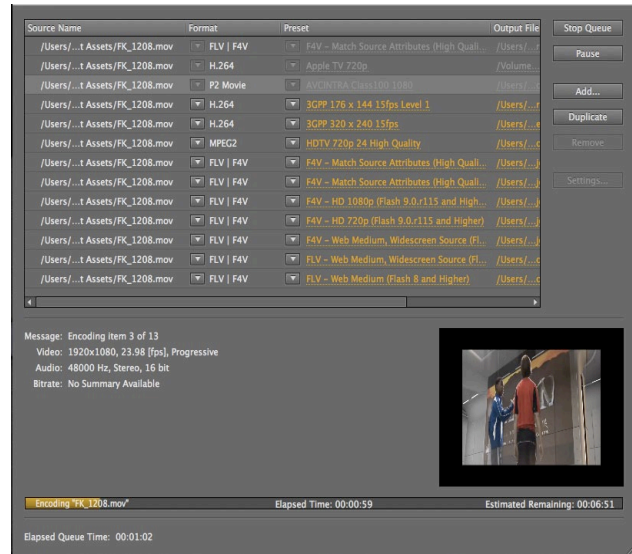 Source Name Format Preset Output File Stop Queue
/Users/...t Assets/FK_1208.mov FLV | F4V F4V – Match Source Attributes (High Quali... /Users/...
Pause
/Users/...t Assets/FK_1208.mov H.264 Apple TV 720p /Volume...
/Users/...t Assets/FK_1208.mov P2 Movie AVCINTRA Class100 1080 /Users/...
Add...
/Users/...t Assets/FK_1208.mov H.264 3GPP 176 x 144 15fps Level 1 /Users/...
Duplicate
/Users/...t Assets/FK_1208.mov H.264 3GPP 320 x 240 15fps /Users/...
/Users/...t Assets/FK_1208.mov MPEG2 HDTV 720p 24 High Quality /Users/...
Remove
/Users/...t Assets/FK_1208.mov FLV | F4V F4V – Match Source Attributes (High Quali... /Users/...
/Users/...t Assets/FK_1208.mov FLV | F4V F4V – Match Source Attributes (High Quali... /Users/...
Settings...
/Users/...t Assets/FK_1208.mov FLV | F4V F4V – HD 1080p (Flash 9.0.r115 and High... /Users/...
/Users/...t Assets/FK_1208.mov FLV | F4V F4V – HD 720p (Flash 9.0.r115 and Higher) /Users/...
/Users/...t Assets/FK_1208.mov FLV | F4V F4V – Web Medium, Widescreen Source (Fl... /Users/...
/Users/...t Assets/FK_1208.mov FLV | F4V FLV – Web Medium, Widescreen Source (Fl... /Users/...
/Users/...t Assets/FK_1208.mov FLV | F4V FLV – Web Medium (Flash 8 and Higher) /Users/...
Message: Encoding item 3 of 13
Video: 1920x1080, 23.98 [fps], Progressive
Audio: 48000 Hz, Stereo, 16 bit
Bitrate: No Summary Available
Encoding "FK_1208.mov" Elapsed Time: 00:00:59 Estimated Remaining: 00:06:51
Elapsed Queue Time: 00:01:02